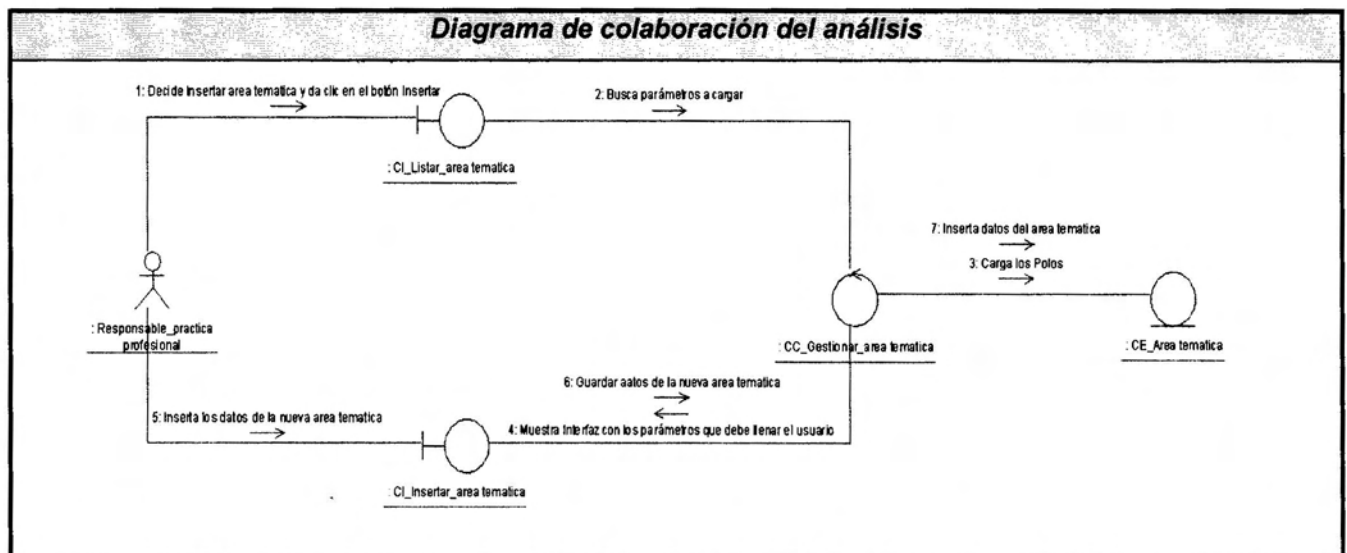 Diagrama de colaboración del análisis
1: Decide insertar area tematica y da clic en el botón Insertar
2: Busca parámetros a cargar
: CI_Listar_area tematica
7: Inserta datos del area tematica
3: Carga los Polos
: Responsable_practica
profesional
: CC_Gestionar_area tematica
: CE_Area tematica
6: Guardar aatos de la nueva area tematica
5: Inserta los datos de la nueva area tematica
4: Muestra Interfaz con los parámetros que debe llenar el usuario
: CI_Insertar_area tematica